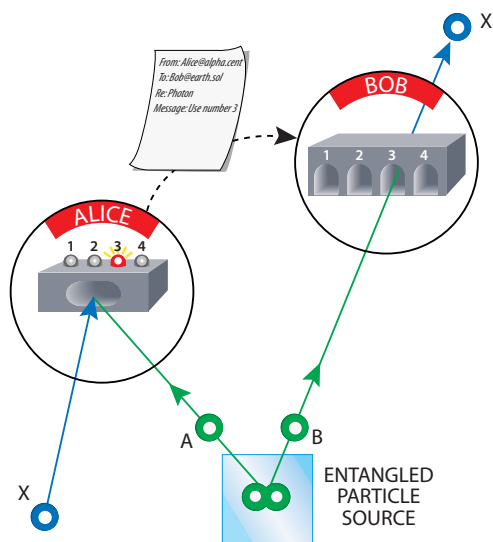 X
From: Alice@alpha.cent
To: Bob@earth.sol
Re: Photon
Message: Use number 3
BOB
1 2 3 4
ALICE
1 2 3 4
A
B
X
ENTANGLED
PARTICLE
SOURCE